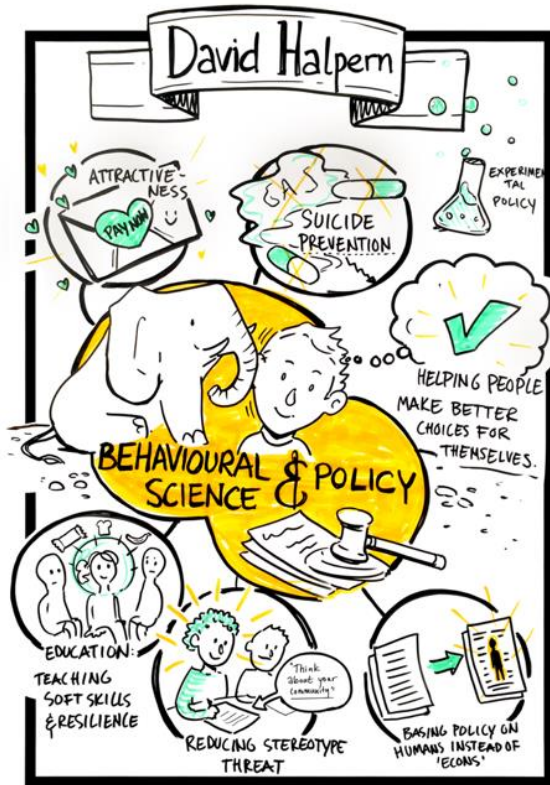 David Halpern
ATTRACTIVE-
NESS
PAY NOW
GAS
SUICIDE
PREVENTION
EXPERIMEN
TAL
POLICY
HELPING PEOPLE
MAKE BETTER
CHOICES FOR
THEMSELVES.
BEHAVIOURAL
SCIENCE & POLICY
EDUCATION:
TEACHING
SOFT SKILLS
& RESILIENCE
"Think
about your
community"
REDUCING STEREOTYPE
THREAT
BASING POLICY ON
HUMANS INSTEAD OF
'ECONS'